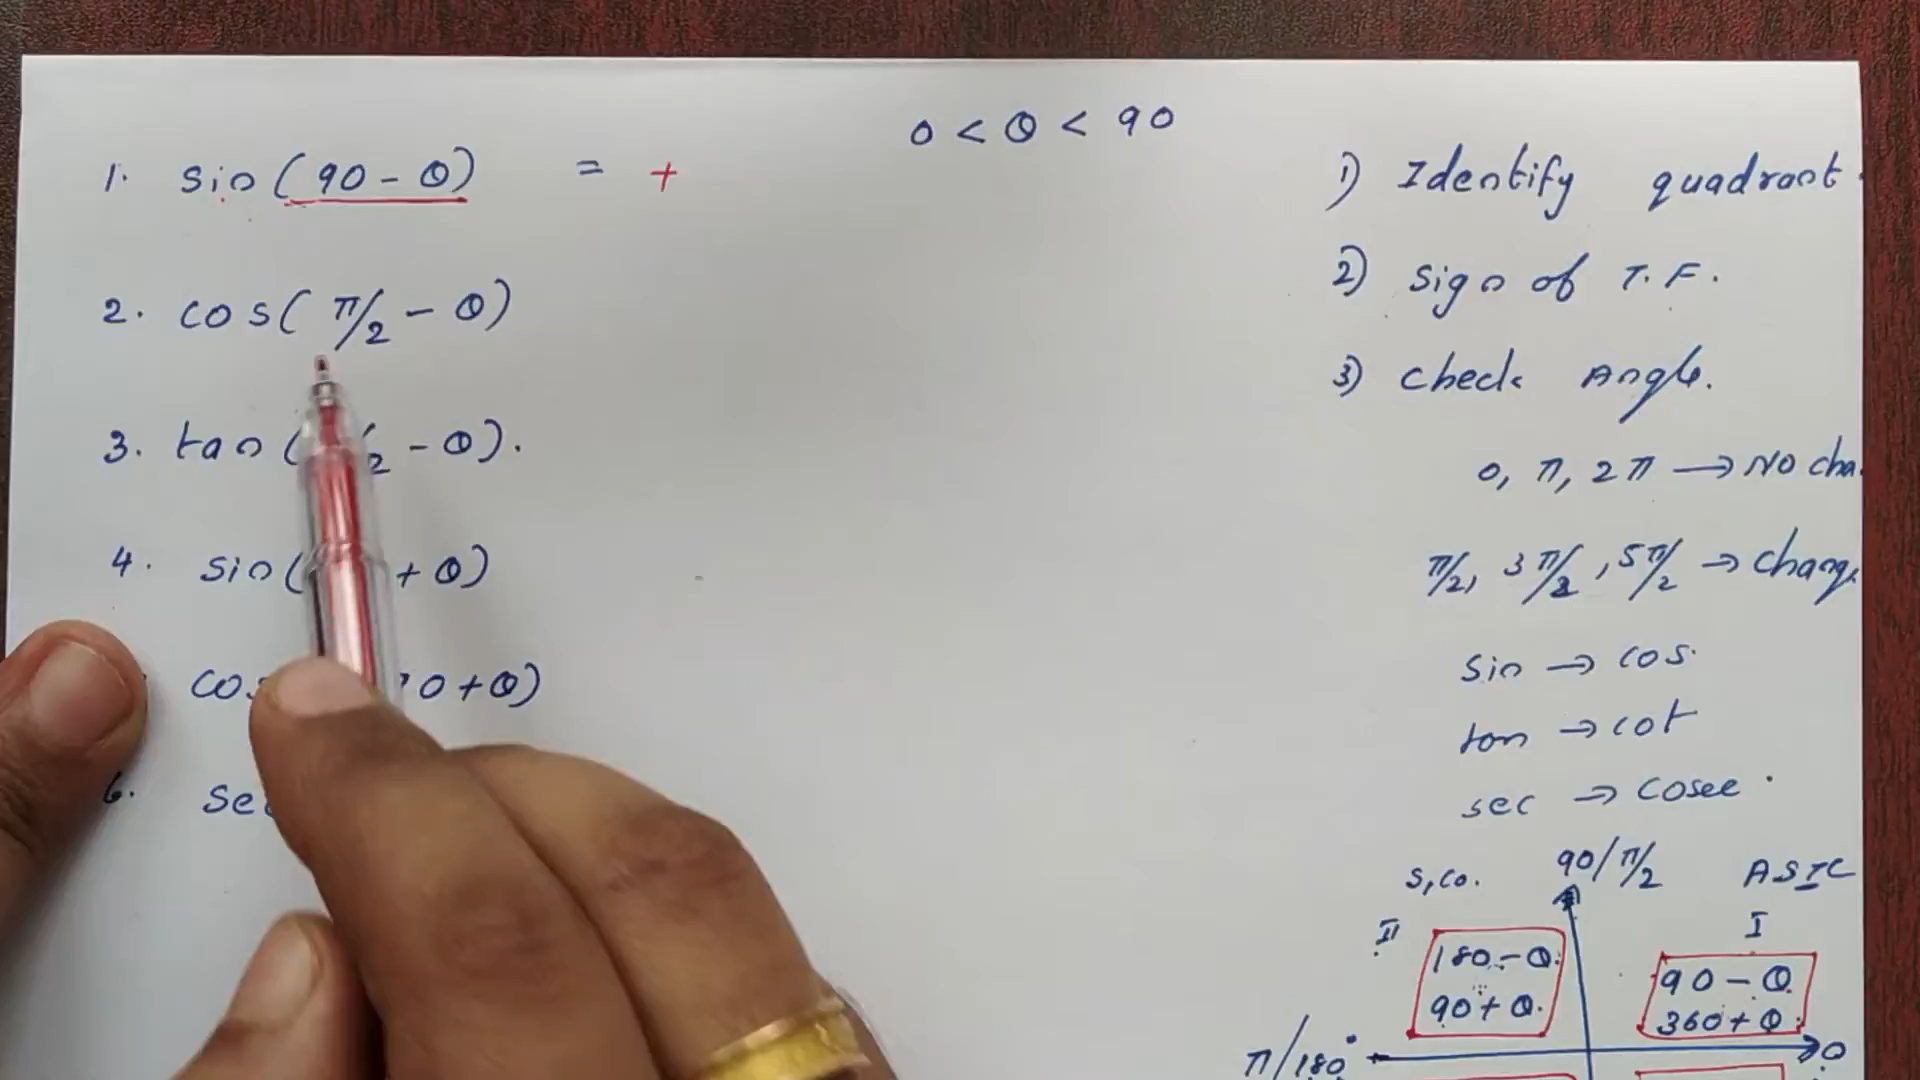 0 < θ < 90
1. sin(90 - θ) = +
2. cos( π/2 - θ)
3. tan( /2 - θ).
4. sin( + θ)
cos 0+θ)
6. sec
1) Identify quadrant.
2) Sign of T.F.
3) Check Angle.
0, π, 2π → No cha
π/2, 3π/2, 5π/2 → Chang
Sin → cos.
tan → cot
sec → Cosec.
S, Co. 90/π/2 ASTC
II I
180 - θ. 90 - θ
90 + θ. 360 + θ.
π/180° 0